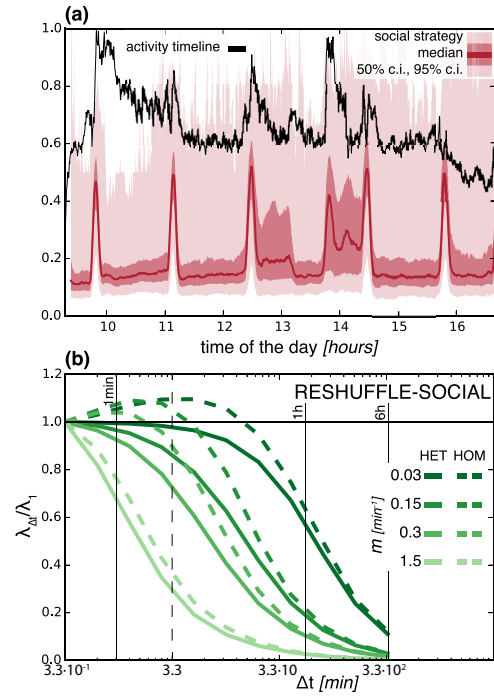 (a)
1.0
0.8
0.6
0.4
0.2
0.0
activity timeline
social strategy
median
50% c.i., 95% c.i.
10 11 12 13 14 15 16
time of the day [hours]
(b)
1.2
1.0
0.8
0.6
0.4
0.2
0.0
λΔt/λ1
RESHUFFLE-SOCIAL
1min
1h
6h
HET HOM
0.03
0.15
0.3
1.5
m [min⁻¹]
3.3·10⁻¹ 3.3 3.3·10 3.3·10²
Δt [min]